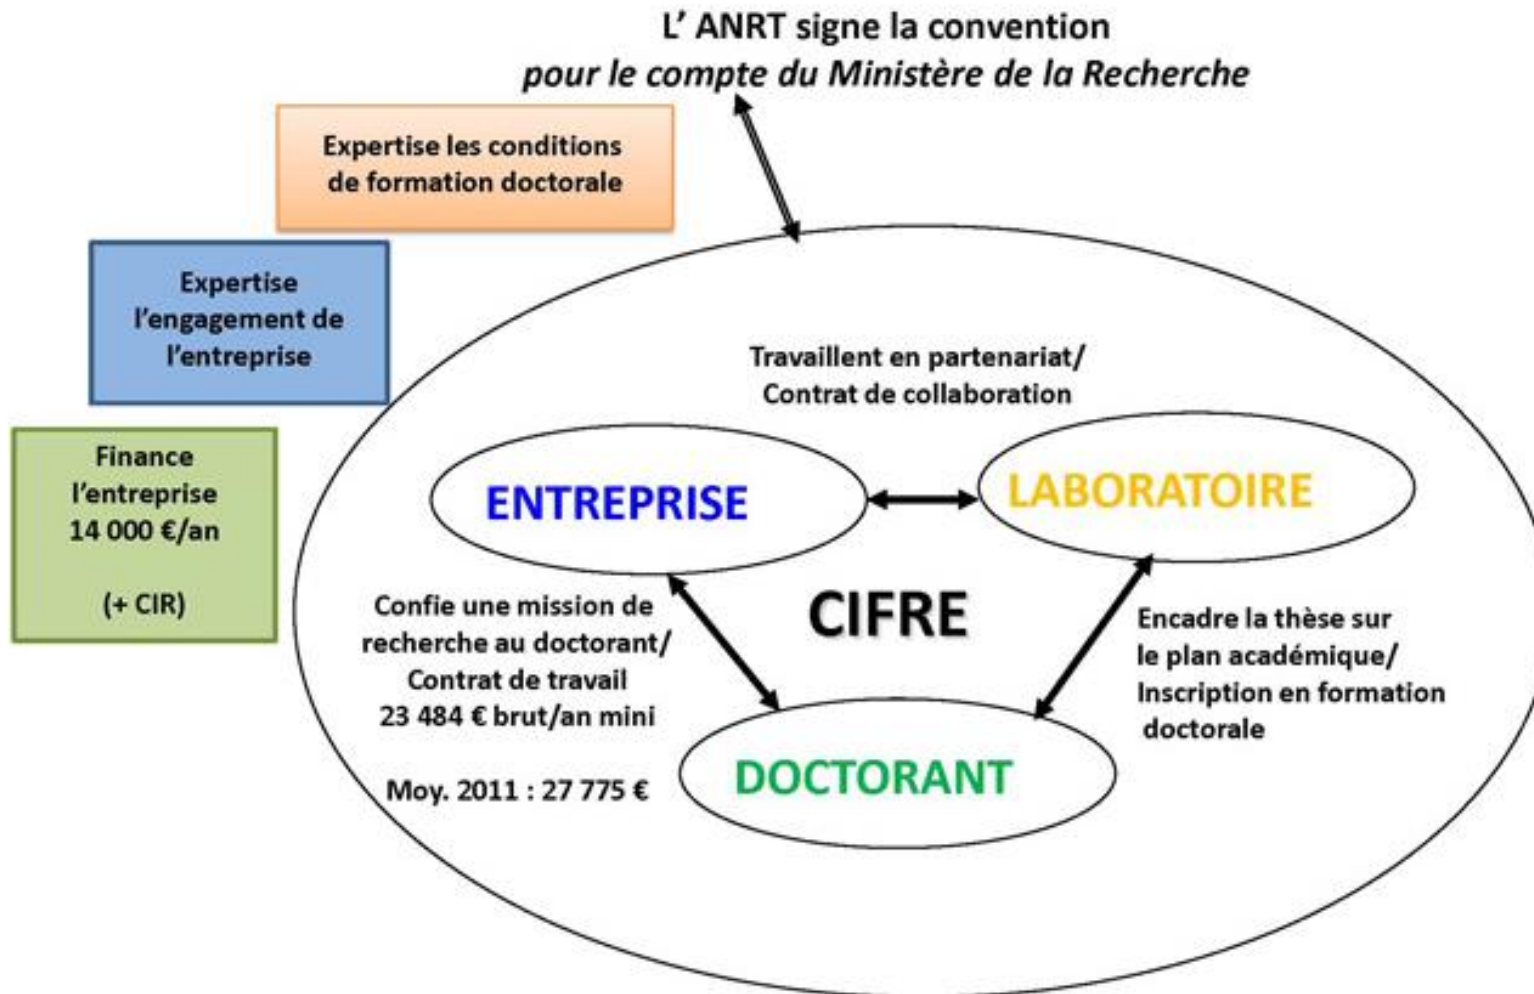 L’ ANRT signe la convention
pour le compte du Ministère de la Recherche
Expertise les conditions
de formation doctorale
Expertise
l’engagement de
l’entreprise
Finance
l’entreprise
14 000 €/an
(+ CIR)
Travaillent en partenariat/
Contrat de collaboration
ENTREPRISE
LABORATOIRE
CIFRE
Confie une mission de
recherche au doctorant/
Contrat de travail
23 484 € brut/an mini
Moy. 2011 : 27 775 €
Encadre la thèse sur
le plan académique/
Inscription en formation
doctorale
DOCTORANT